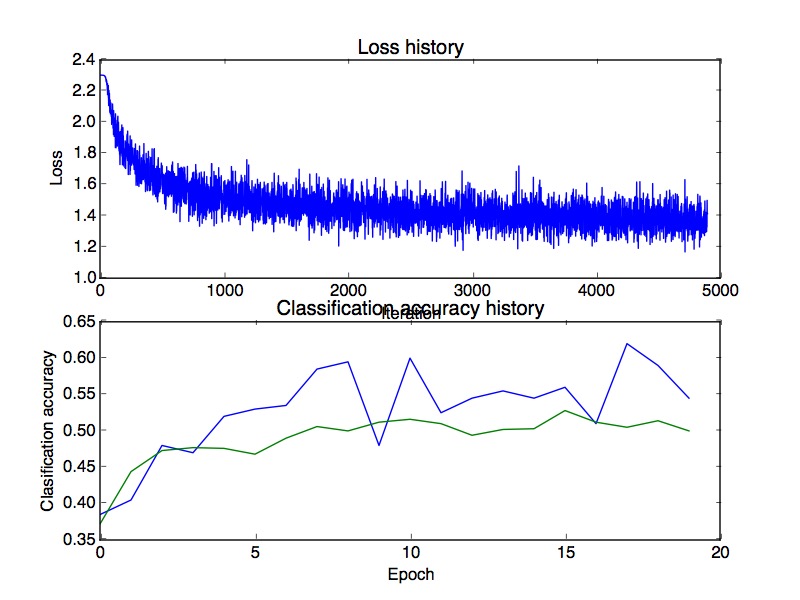 Loss history
Loss
2.4
2.2
2.0
1.8
1.6
1.4
1.2
1.0
0 1000 2000 3000 4000 5000
Iteration
Classification accuracy history
Clasification accuracy
0.65
0.60
0.55
0.50
0.45
0.40
0.35
0 5 10 15 20
Epoch